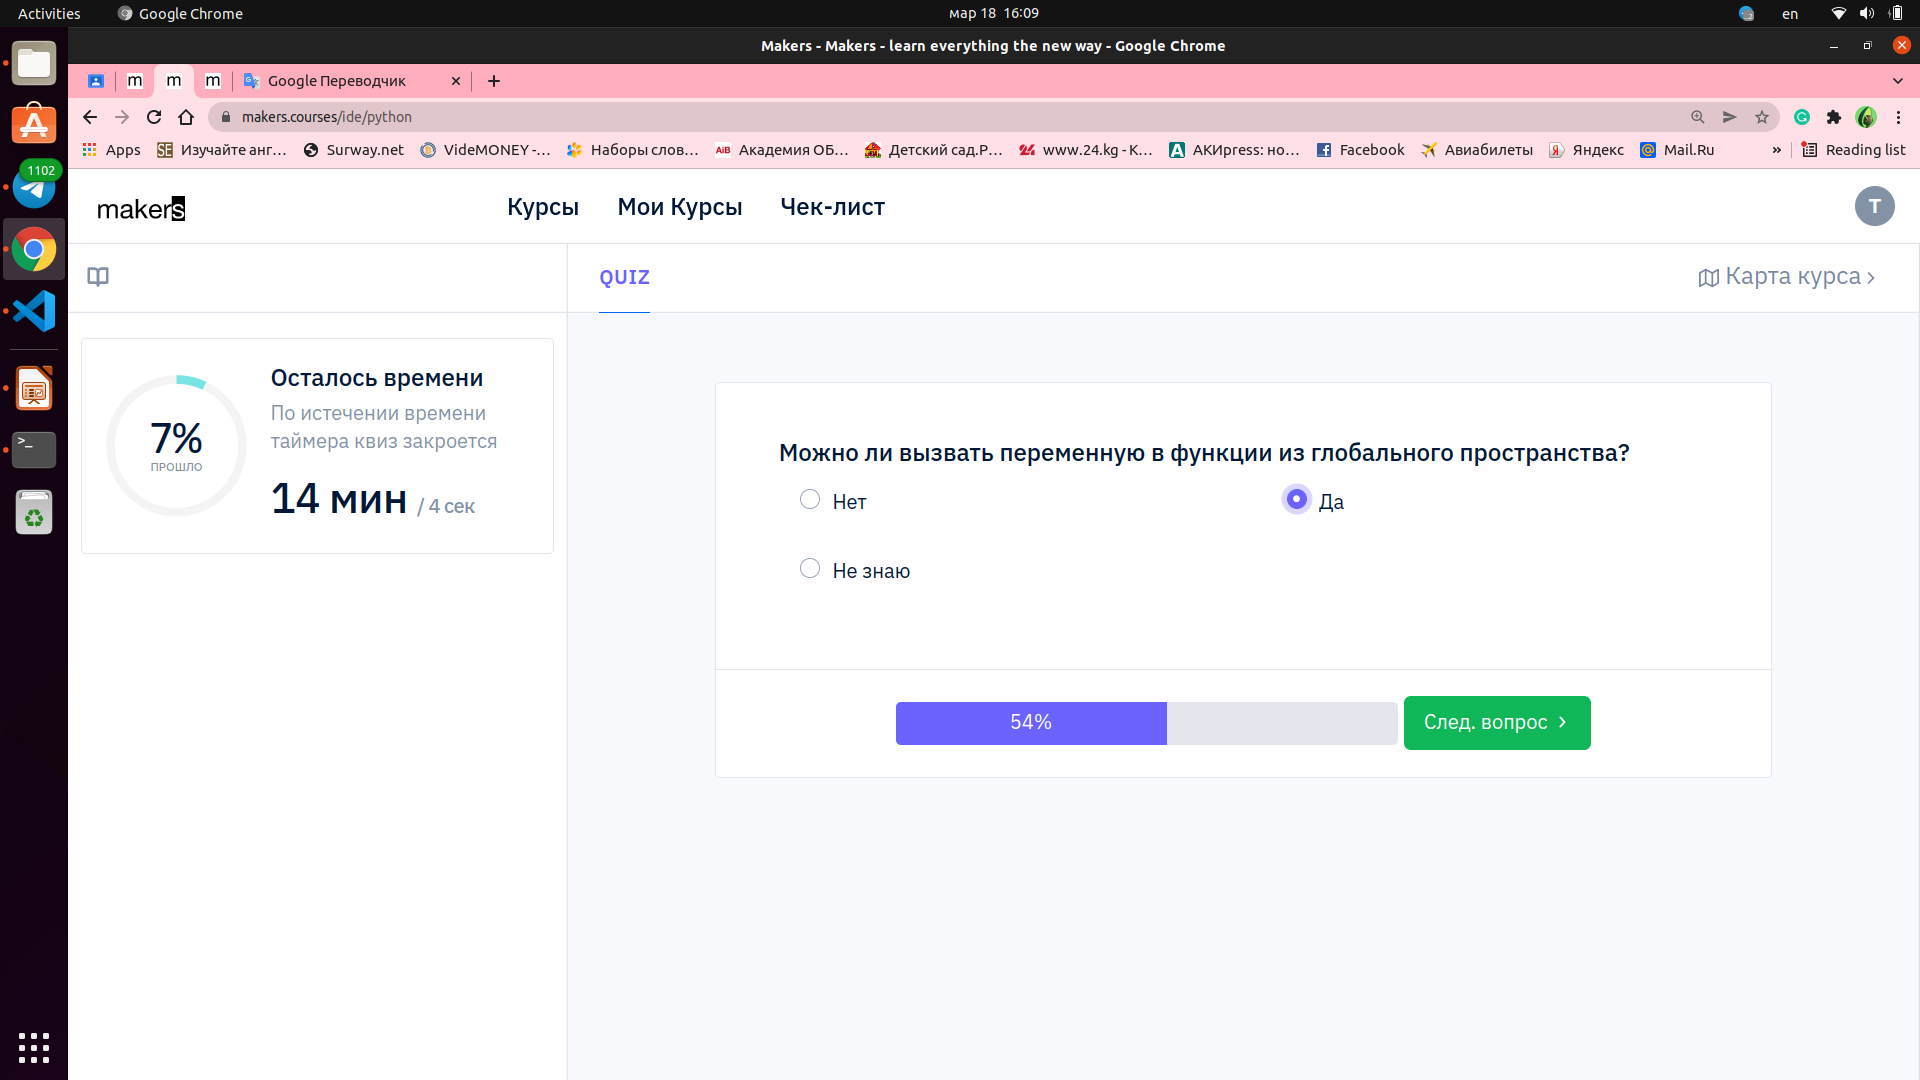 Activities
Google Chrome
мар 18 16:09
en
Makers - Makers - learn everything the new way - Google Chrome
m
m
m
Google Переводчик
makers.courses/ide/python
Apps
SE Изучайте анг...
Surway.net
VideMONEY -...
Наборы слов...
AiB Академия ОБ...
Детский сад.Р...
www.24.kg - K...
АКИpress: но...
Facebook
Авиабилеты
Яндекс
Mail.Ru
»
Reading list
1102
makers
Курсы
Мои Курсы
Чек-лист
T
QUIZ
Карта курса
7%
ПРОШЛО
Осталось времени
По истечении времени
таймера квиз закроется
14 мин / 4 сек
Можно ли вызвать переменную в функции из глобального пространства?
Нет
Да
Не знаю
54%
След. вопрос